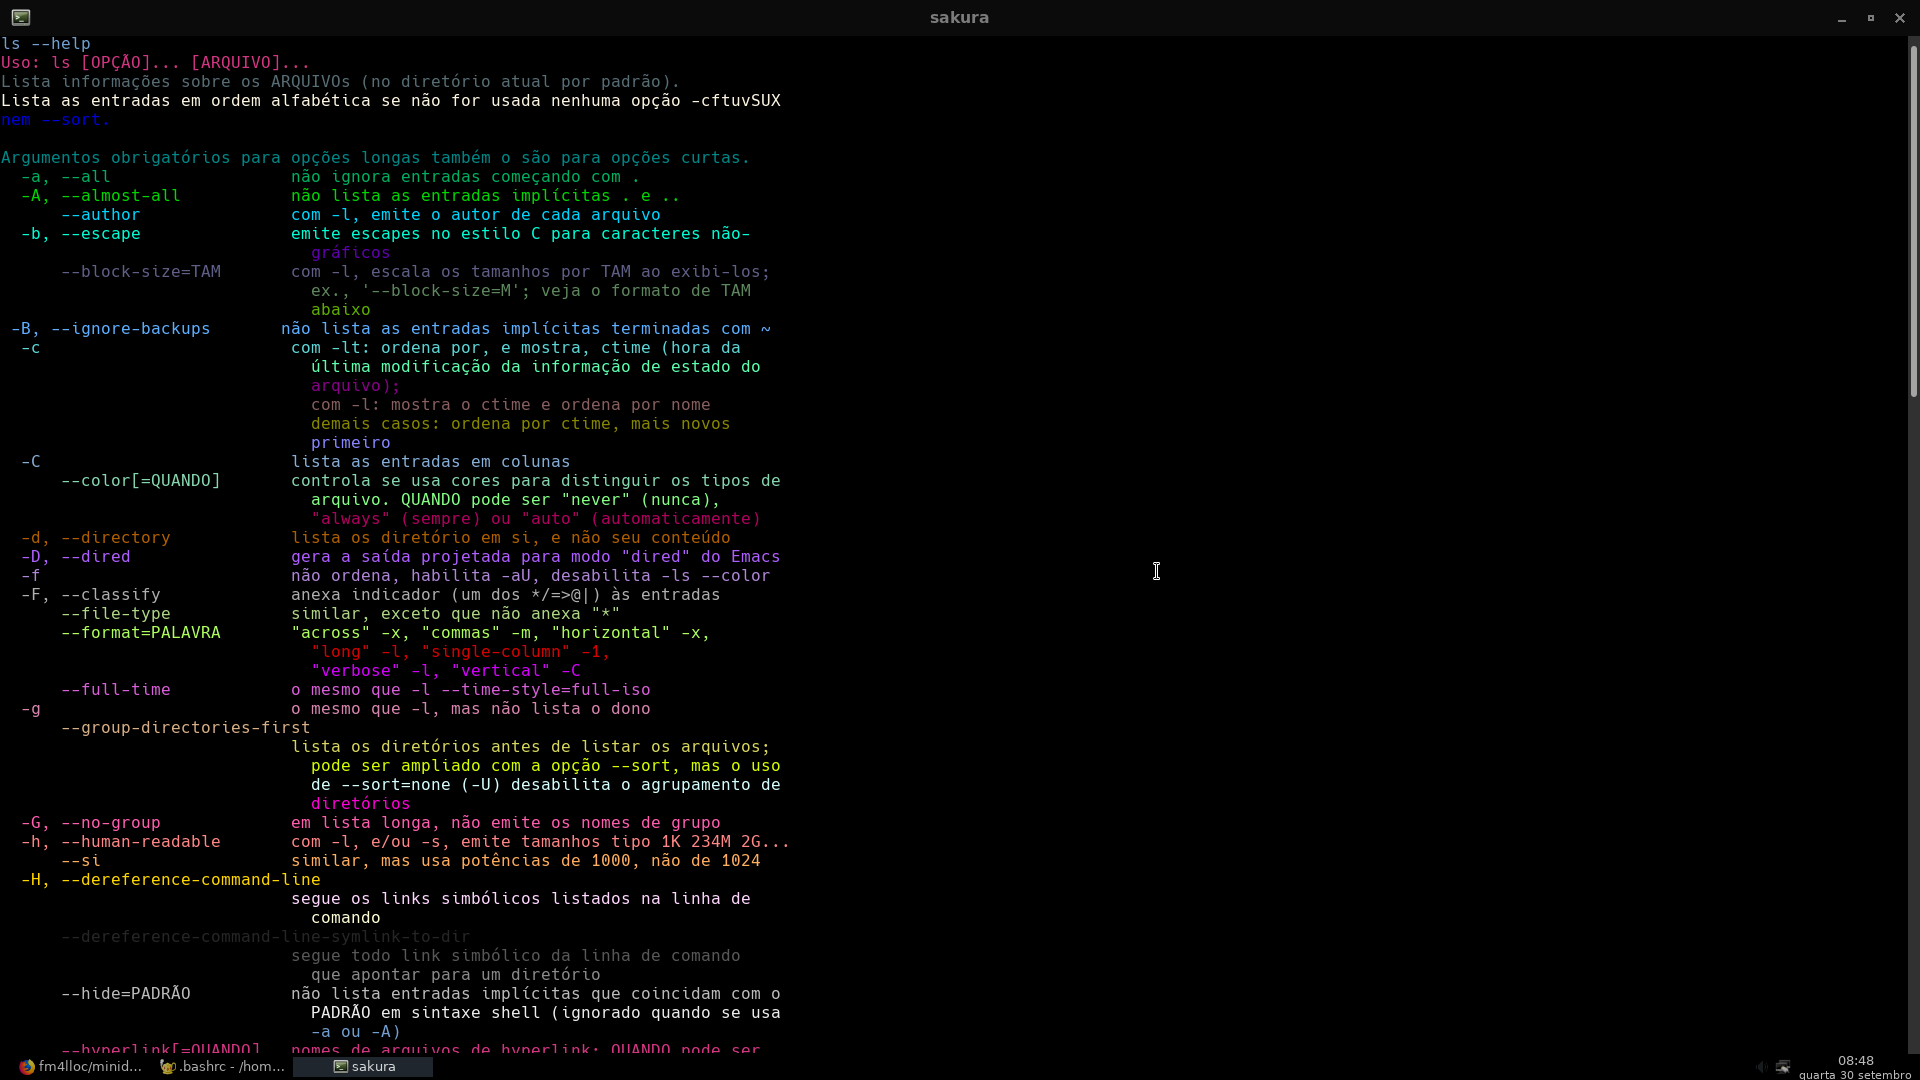 sakura
ls --help
Uso: ls [OPÇÃO]... [ARQUIVO]...
Lista informações sobre os ARQUIVOs (no diretório atual por padrão).
Lista as entradas em ordem alfabética se não for usada nenhuma opção -cftuvSUX
nem --sort.
Argumentos obrigatórios para opções longas também o são para opções curtas.
  -a, --all                  não ignora entradas começando com .
  -A, --almost-all           não lista as entradas implícitas . e ..
      --author               com -l, emite o autor de cada arquivo
  -b, --escape               emite escapes no estilo C para caracteres não-
                               gráficos
      --block-size=TAM       com -l, escala os tamanhos por TAM ao exibi-los;
                               ex., '--block-size=M'; veja o formato de TAM
                               abaixo
 -B, --ignore-backups       não lista as entradas implícitas terminadas com ~
  -c                         com -lt: ordena por, e mostra, ctime (hora da
                               última modificação da informação de estado do
                               arquivo);
                               com -l: mostra o ctime e ordena por nome
                               demais casos: ordena por ctime, mais novos
                               primeiro
  -C                         lista as entradas em colunas
      --color[=QUANDO]       controla se usa cores para distinguir os tipos de
                               arquivo. QUANDO pode ser "never" (nunca),
                               "always" (sempre) ou "auto" (automaticamente)
  -d, --directory            lista os diretório em si, e não seu conteúdo
  -D, --dired                gera a saída projetada para modo "dired" do Emacs
  -f                         não ordena, habilita -aU, desabilita -ls --color
  -F, --classify             anexa indicador (um dos */=>@|) às entradas
      --file-type            similar, exceto que não anexa "*"
      --format=PALAVRA       "across" -x, "commas" -m, "horizontal" -x,
                               "long" -l, "single-column" -1,
                               "verbose" -l, "vertical" -C
      --full-time            o mesmo que -l --time-style=full-iso
  -g                         o mesmo que -l, mas não lista o dono
      --group-directories-first
                             lista os diretórios antes de listar os arquivos;
                               pode ser ampliado com a opção --sort, mas o uso
                               de --sort=none (-U) desabilita o agrupamento de
                               diretórios
  -G, --no-group             em lista longa, não emite os nomes de grupo
  -h, --human-readable       com -l, e/ou -s, emite tamanhos tipo 1K 234M 2G...
      --si                   similar, mas usa potências de 1000, não de 1024
  -H, --dereference-command-line
                             segue os links simbólicos listados na linha de
                               comando
      --dereference-command-line-symlink-to-dir
                             segue todo link simbólico da linha de comando
                               que apontar para um diretório
      --hide=PADRÃO          não lista entradas implícitas que coincidam com o
                               PADRÃO em sintaxe shell (ignorado quando se usa
                               -a ou -A)
      --hyperlink[=QUANDO]   nomes de arquivos de hyperlink; QUANDO pode ser
fm4lloc/minid...
.bashrc - /hom...
sakura
08:48
quarta 30 setembro